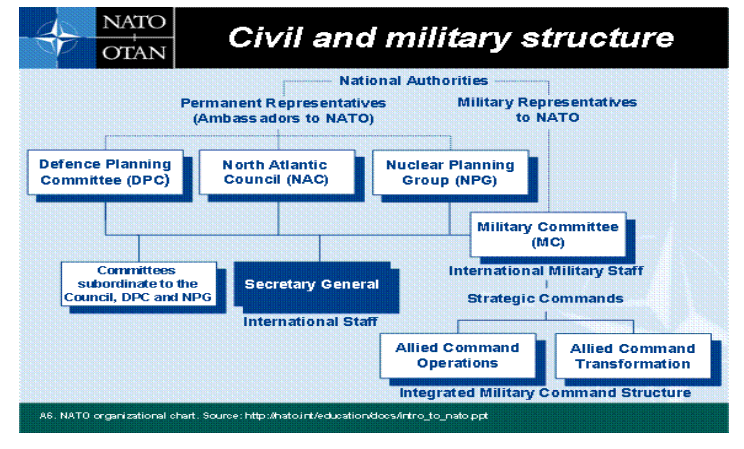 NATO
OTAN
Civil and military structure
National Authorities
Permanent Representatives
(Ambassadors to NATO)
Military Representatives
to NATO
Defence Planning
Committee (DPC)
North Atlantic
Council (NAC)
Nuclear Planning
Group (NPG)
Military Committee
(MC)
International Military Staff
Committees
subordinate to the
Council, DPC and NPG
Secretary General
International Staff
Strategic Commands
Allied Command
Operations
Allied Command
Transformation
Integrated Military Command Structure
A6. NATO organizational chart. Source: http://nato.int/education/docs/intro_to_nato.ppt